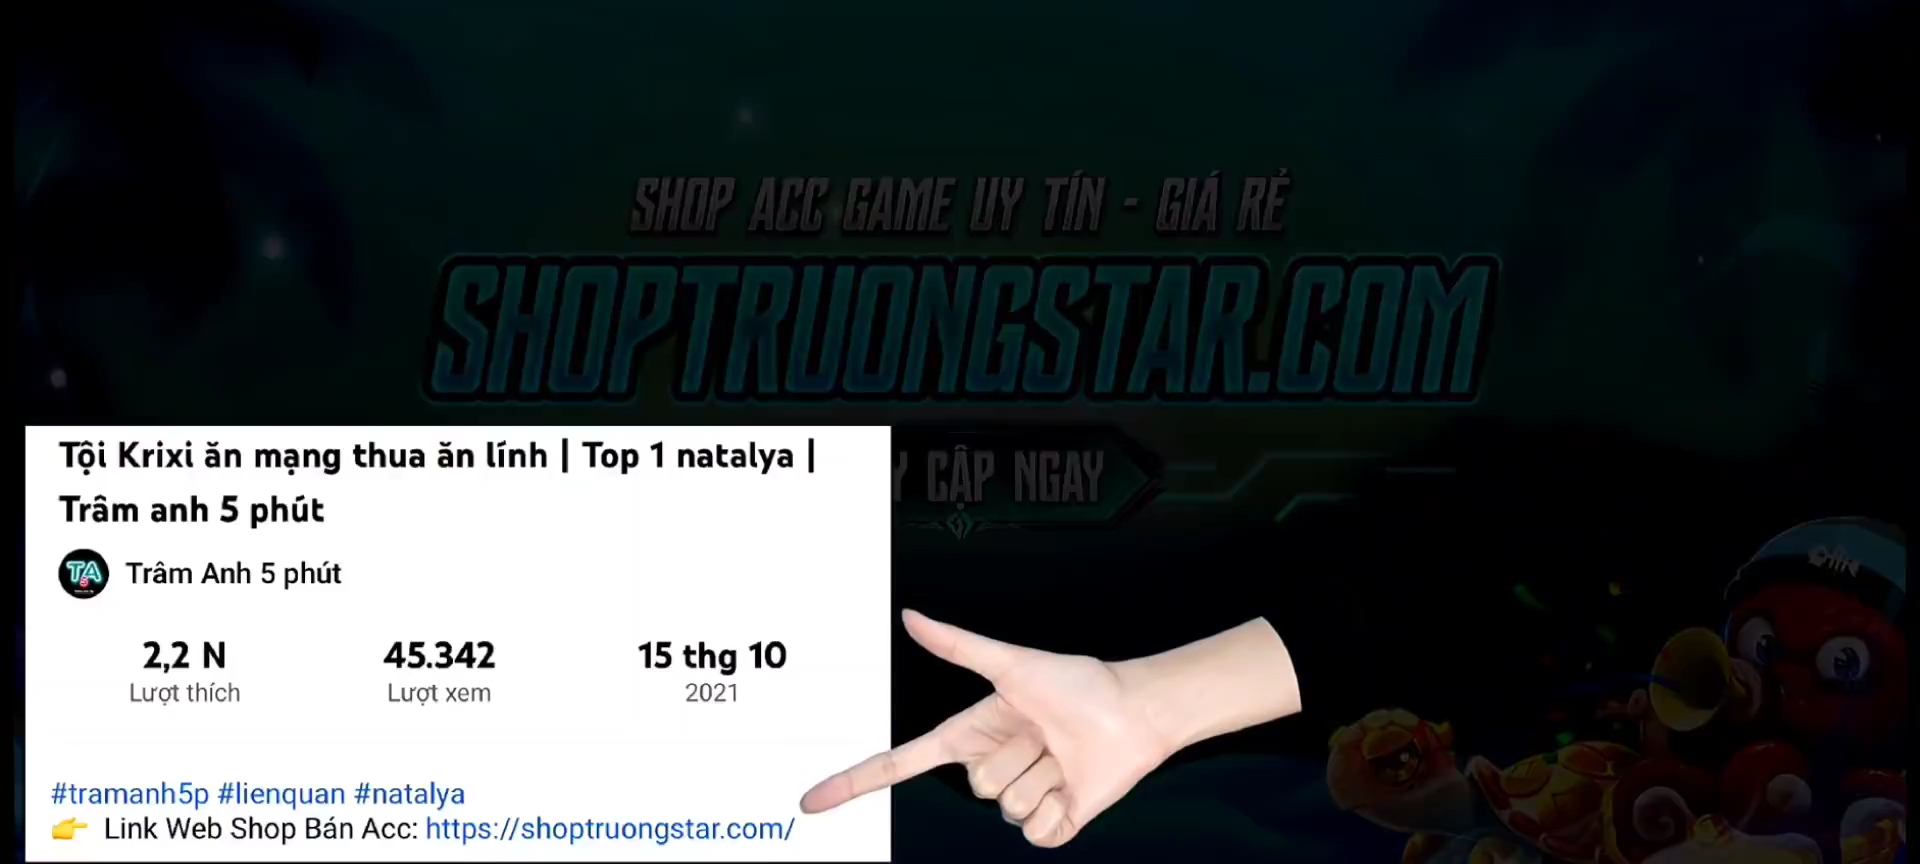 SHOP ACC GAME UY TÍN - GIÁ RẺ
SHOPTRUONGSTAR.COM
CẬP NGAY
Tội Krixi ăn mạng thua ăn lính | Top 1 natalya |
Trâm anh 5 phút
TA
5
Trâm Anh 5 phút
2,2 N 45.342 15 thg 10
Lượt thích Lượt xem 2021
#tramanh5p #lienquan #natalya
👉 Link Web Shop Bán Acc: https://shoptruongstar.com/